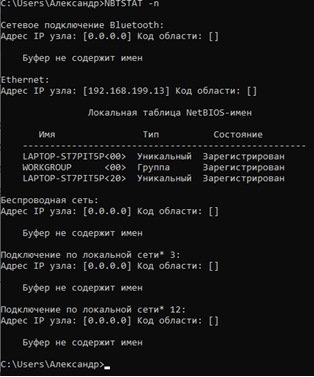 C:\Users\Александр>NBTSTAT -n
Сетевое подключение Bluetooth:
Адрес IP узла: [0.0.0.0] Код области: []
Буфер не содержит имен
Ethernet:
Адрес IP узла: [192.168.199.13] Код области: []
Локальная таблица NetBIOS-имен
Имя Тип Состояние
---------------------------------------------------
LAPTOP-ST7PIT5P<00> Уникальный Зарегистрирован
WORKGROUP <00> Группа Зарегистрирован
LAPTOP-ST7PIT5P<20> Уникальный Зарегистрирован
Беспроводная сеть:
Адрес IP узла: [0.0.0.0] Код области: []
Буфер не содержит имен
Подключение по локальной сети* 3:
Адрес IP узла: [0.0.0.0] Код области: []
Буфер не содержит имен
Подключение по локальной сети* 12:
Адрес IP узла: [0.0.0.0] Код области: []
Буфер не содержит имен
C:\Users\Александр>